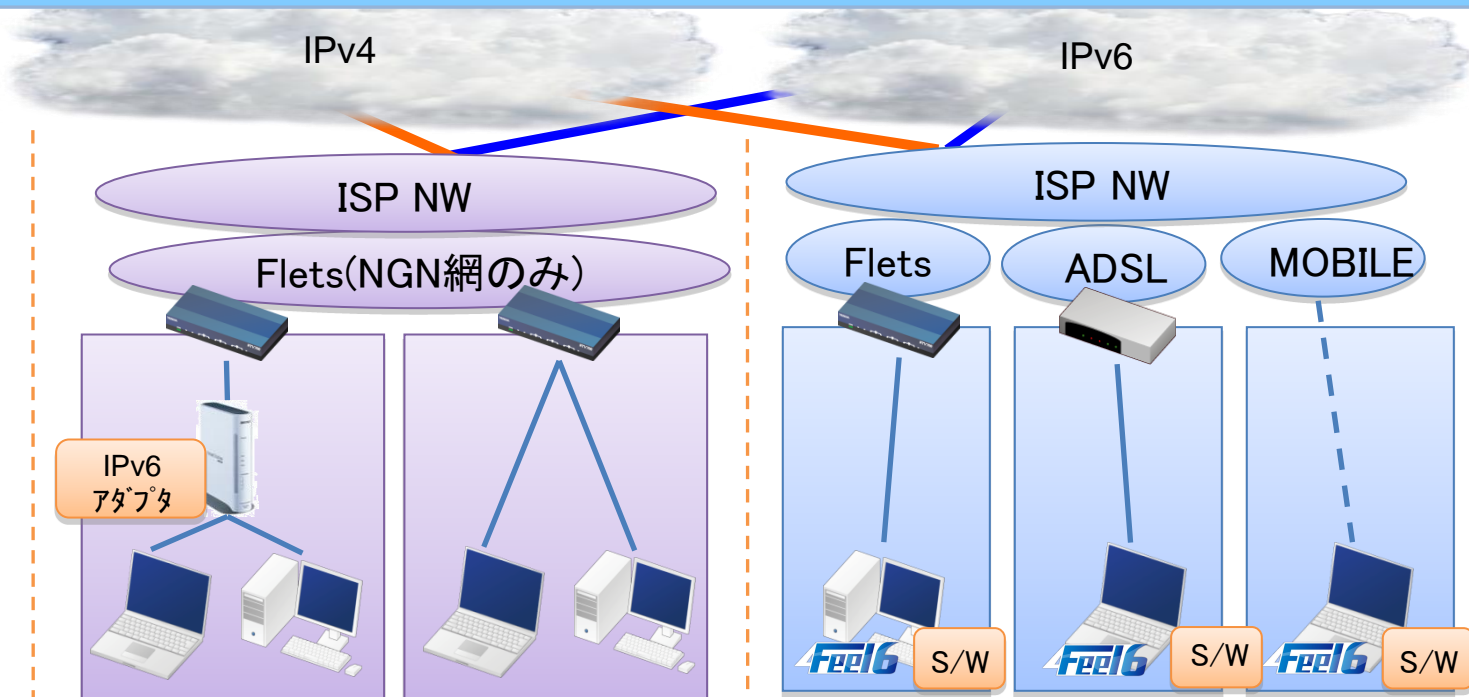 IPv4
IPv6
ISP NW
ISP NW
Flets(NGN網のみ)
Flets
ADSL
MOBILE
IPv6
ｱﾀﾞﾌﾟﾀ
Feel6
S/W
Feel6
S/W
Feel6
S/W